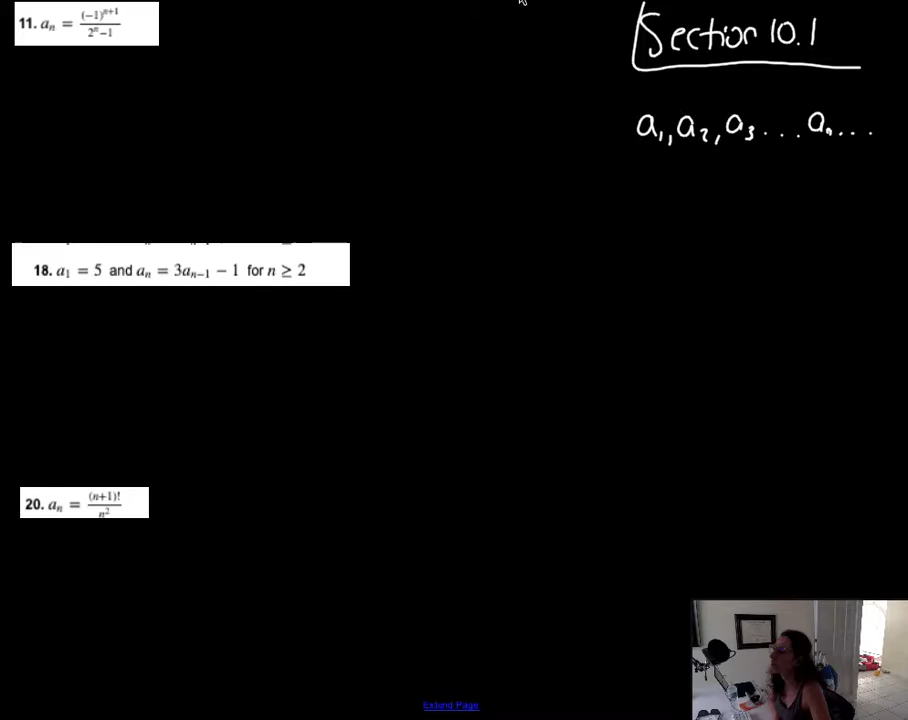 11. aₙ = (−1)ⁿ⁺¹ / 2ⁿ−1
Section 10.1
a₁, a₂, a₃ . . . aₙ . . .
18. a₁ = 5 and aₙ = 3aₙ₋₁ − 1 for n ≥ 2
20. aₙ = (n+1)! / n²
Extend Page